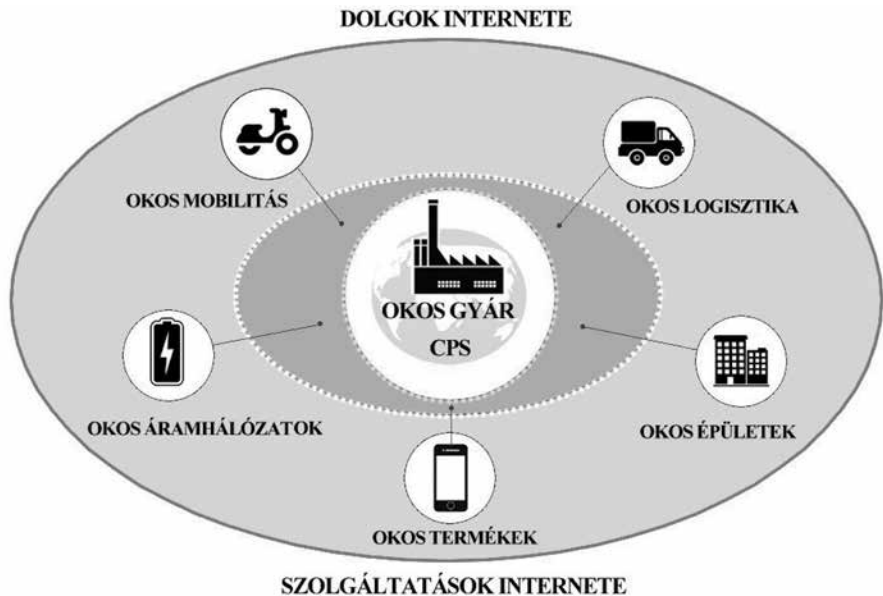 DOLGOK INTERNETE
OKOS MOBILITÁS
OKOS LOGISZTIKA
OKOS GYÁR
CPS
OKOS ÁRAMHÁLÓZATOK
OKOS ÉPÜLETEK
OKOS TERMÉKEK
SZOLGÁLTATÁSOK INTERNETE